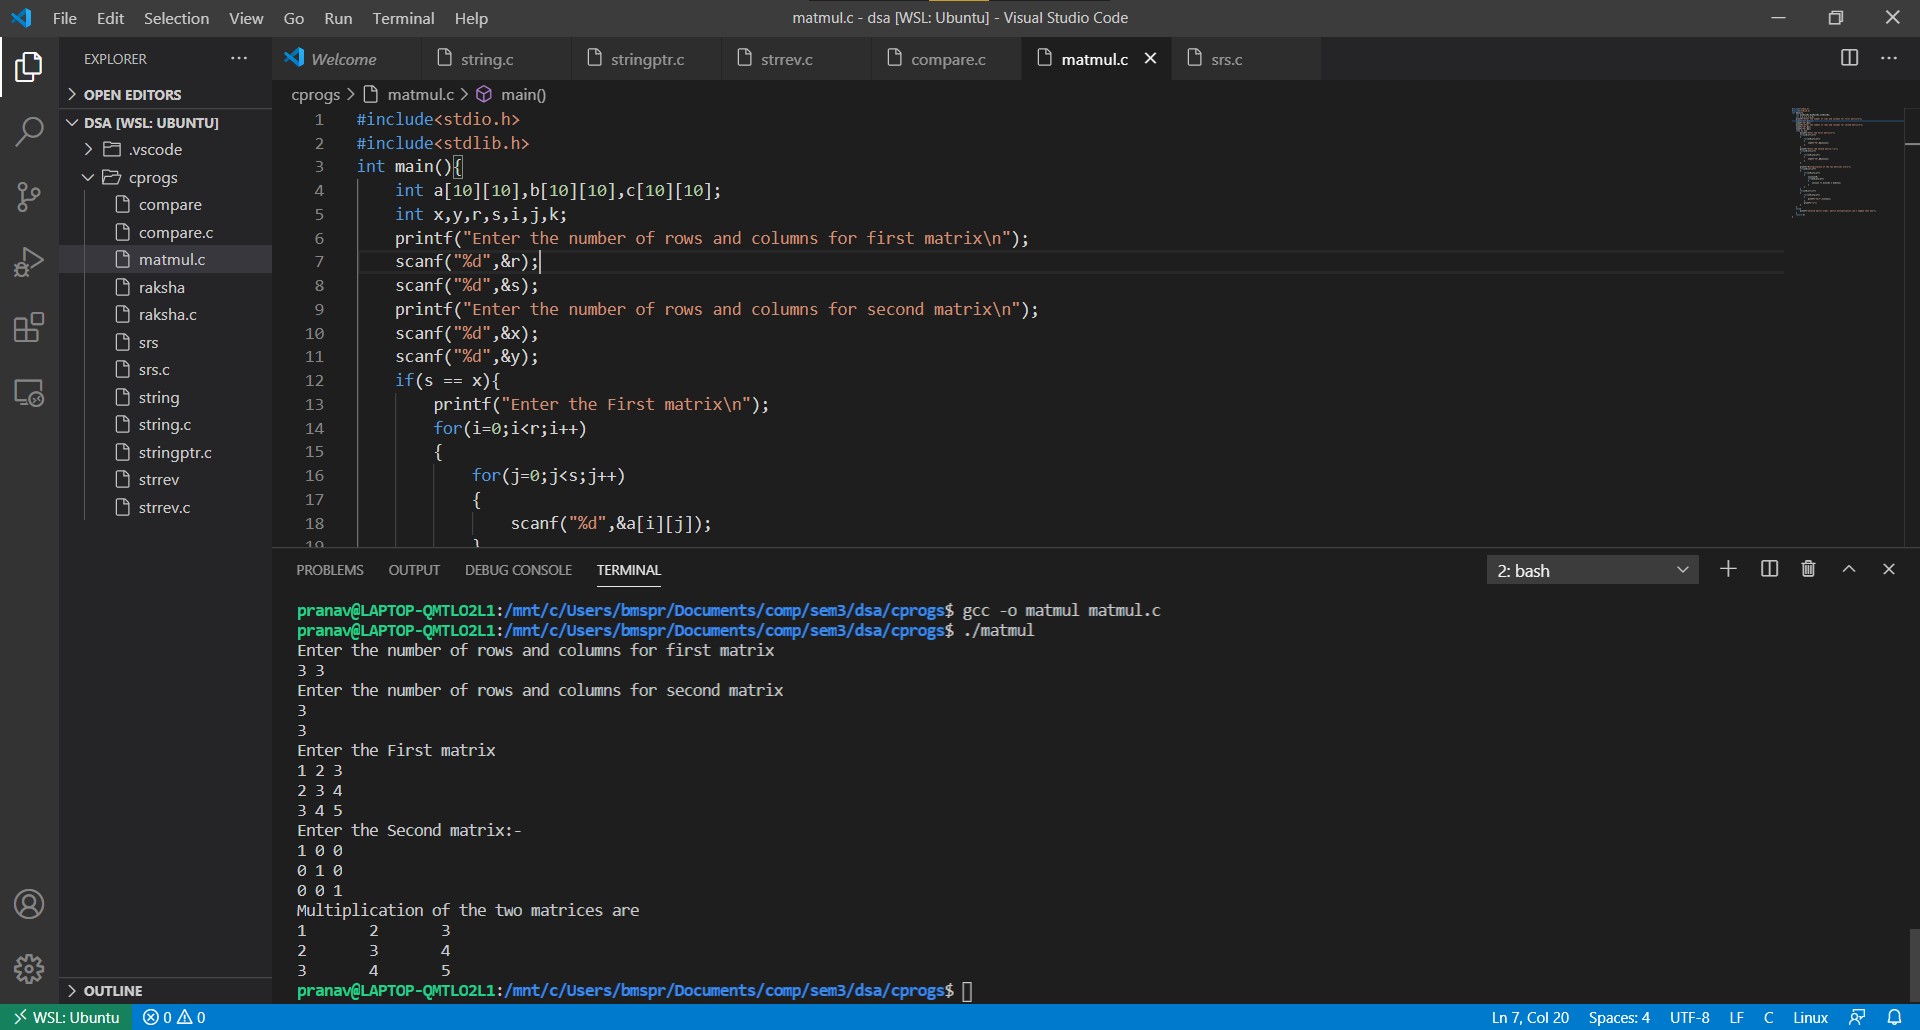 File Edit Selection View Go Run Terminal Help
matmul.c - dsa [WSL: Ubuntu] - Visual Studio Code
EXPLORER
OPEN EDITORS
DSA [WSL: UBUNTU]
.vscode
cprogs
compare
compare.c
matmul.c
raksha
raksha.c
srs
srs.c
string
string.c
stringptr.c
strrev
strrev.c
OUTLINE
Welcome string.c stringptr.c strrev.c compare.c matmul.c srs.c
cprogs > matmul.c > main()
1 #include<stdio.h>
2 #include<stdlib.h>
3 int main(){
4     int a[10][10],b[10][10],c[10][10];
5     int x,y,r,s,i,j,k;
6     printf("Enter the number of rows and columns for first matrix\n");
7     scanf("%d",&r);
8     scanf("%d",&s);
9     printf("Enter the number of rows and columns for second matrix\n");
10     scanf("%d",&x);
11     scanf("%d",&y);
12     if(s == x){
13         printf("Enter the First matrix\n");
14         for(i=0;i<r;i++)
15         {
16             for(j=0;j<s;j++)
17             {
18                 scanf("%d",&a[i][j]);
19             }
PROBLEMS OUTPUT DEBUG CONSOLE TERMINAL
2: bash
pranav@LAPTOP-QMTLO2L1:/mnt/c/Users/bmspr/Documents/comp/sem3/dsa/cprogs$ gcc -o matmul matmul.c
pranav@LAPTOP-QMTLO2L1:/mnt/c/Users/bmspr/Documents/comp/sem3/dsa/cprogs$ ./matmul
Enter the number of rows and columns for first matrix
3 3
Enter the number of rows and columns for second matrix
3
3
Enter the First matrix
1 2 3
2 3 4
3 4 5
Enter the Second matrix:-
1 0 0
0 1 0
0 0 1
Multiplication of the two matrices are
1       2       3
2       3       4
3       4       5
pranav@LAPTOP-QMTLO2L1:/mnt/c/Users/bmspr/Documents/comp/sem3/dsa/cprogs$
WSL: Ubuntu 0 0
Ln 7, Col 20 Spaces: 4 UTF-8 LF C Linux